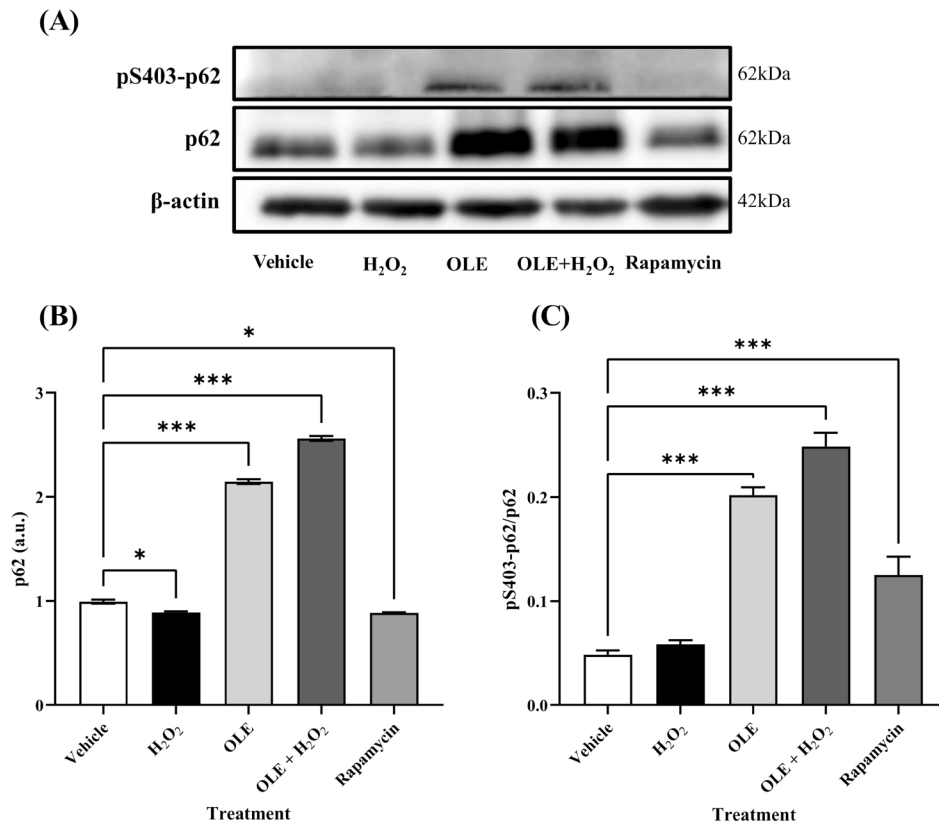 (A)
pS403-p62 62kDa
p62 62kDa
β-actin 42kDa
Vehicle H₂O₂ OLE OLE+H₂O₂ Rapamycin
(B)
*
***
***
*
3
2
1
0
p62 (a.u.)
Vehicle H₂O₂ OLE OLE + H₂O₂ Rapamycin
Treatment
(C)
***
***
***
0.3
0.2
0.1
0.0
pS403-p62/p62
Vehicle H₂O₂ OLE OLE + H₂O₂ Rapamycin
Treatment